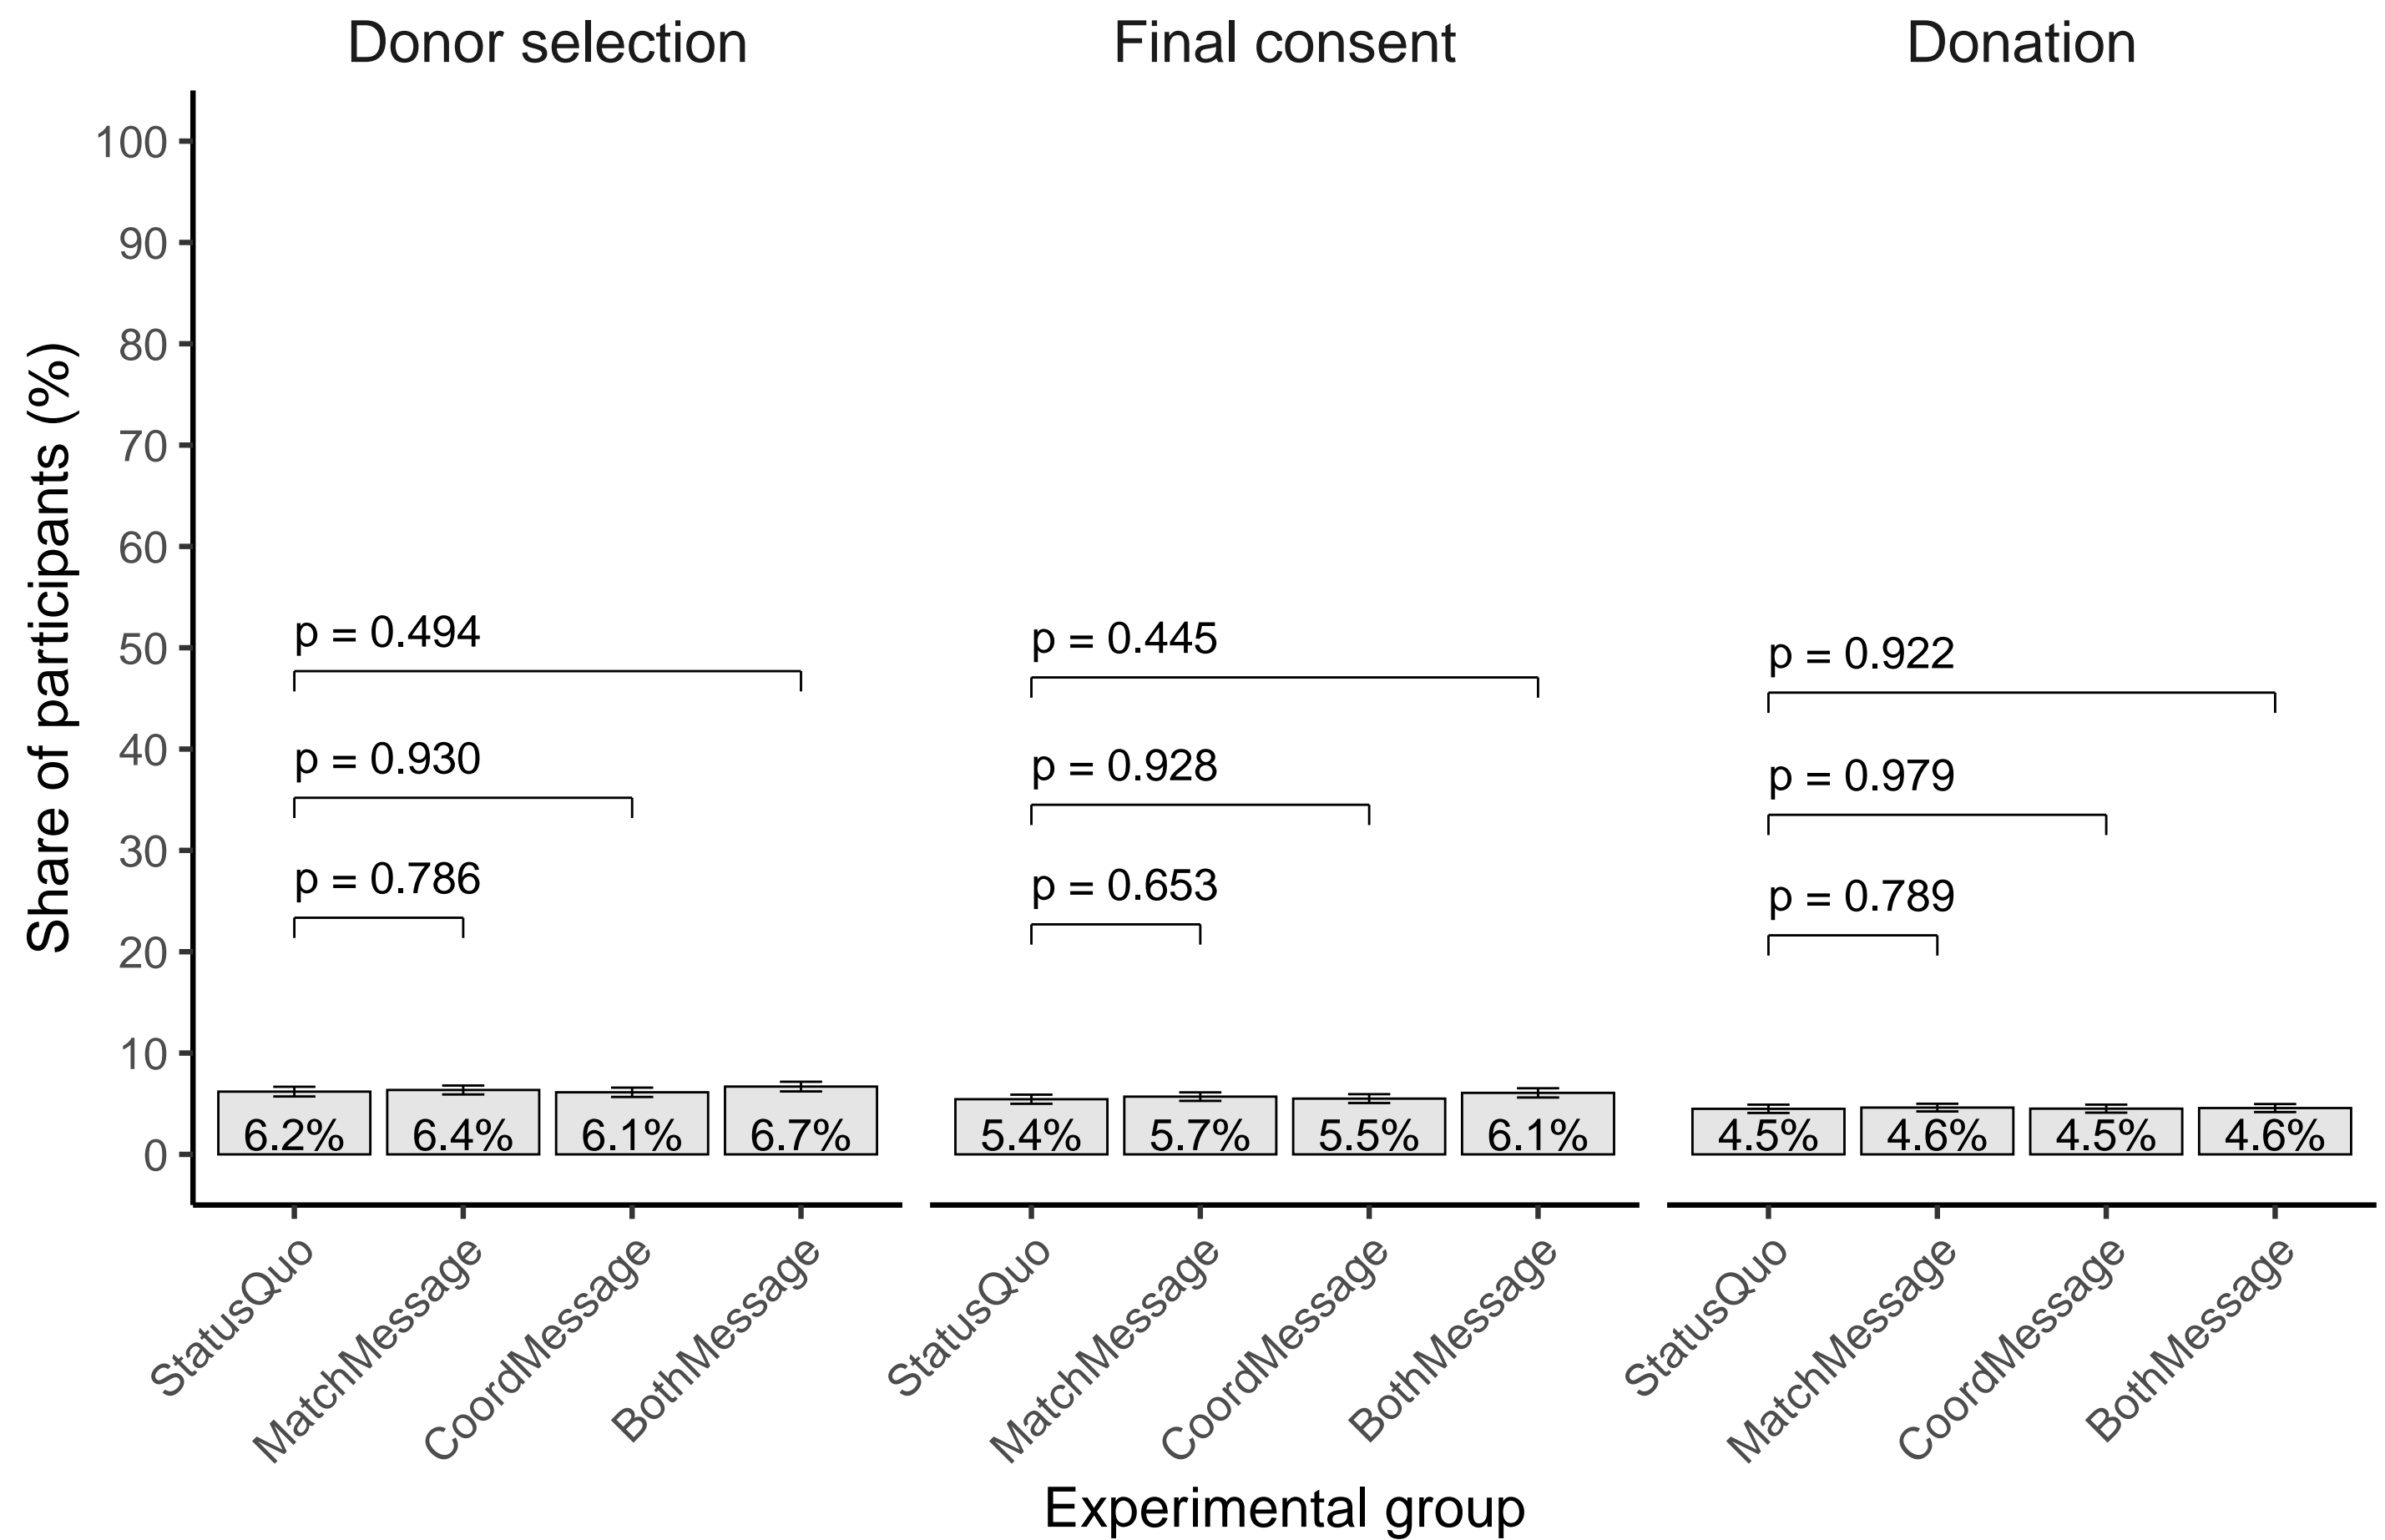 Donor selection
Final consent
Donation
Share of participants (%)
100
90
80
70
60
50
40
30
20
10
0
p = 0.494
p = 0.930
p = 0.786
6.2%
6.4%
6.1%
6.7%
p = 0.445
p = 0.928
p = 0.653
5.4%
5.7%
5.5%
6.1%
p = 0.922
p = 0.979
p = 0.789
4.5%
4.6%
4.5%
4.6%
StatusQuo
MatchMessage
CoordMessage
BothMessage
StatusQuo
MatchMessage
CoordMessage
BothMessage
StatusQuo
MatchMessage
CoordMessage
BothMessage
Experimental group